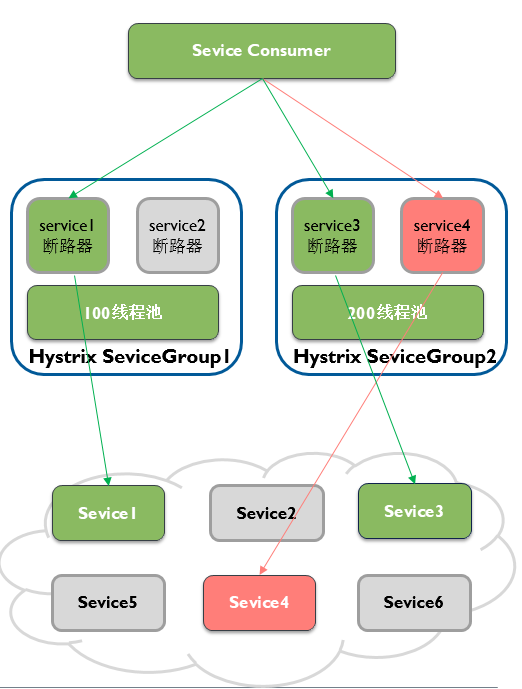 Sevice Consumer
service1
断路器
service2
断路器
service3
断路器
service4
断路器
100线程池
200线程池
Hystrix SeviceGroup1
Hystrix SeviceGroup2
Sevice1
Sevice2
Sevice3
Sevice5
Sevice4
Sevice6